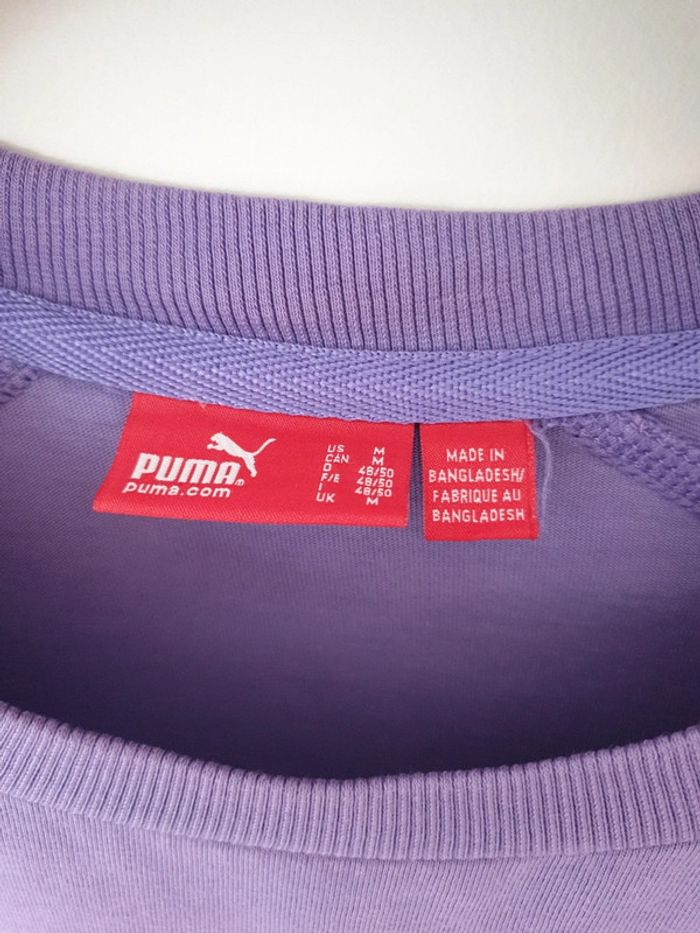 PUMA®
puma.com
US M
CAN M
D 48/50
F/E 48/50
I 48/50
UK M
MADE IN
BANGLADESH/
FABRIQUE AU
BANGLADESH